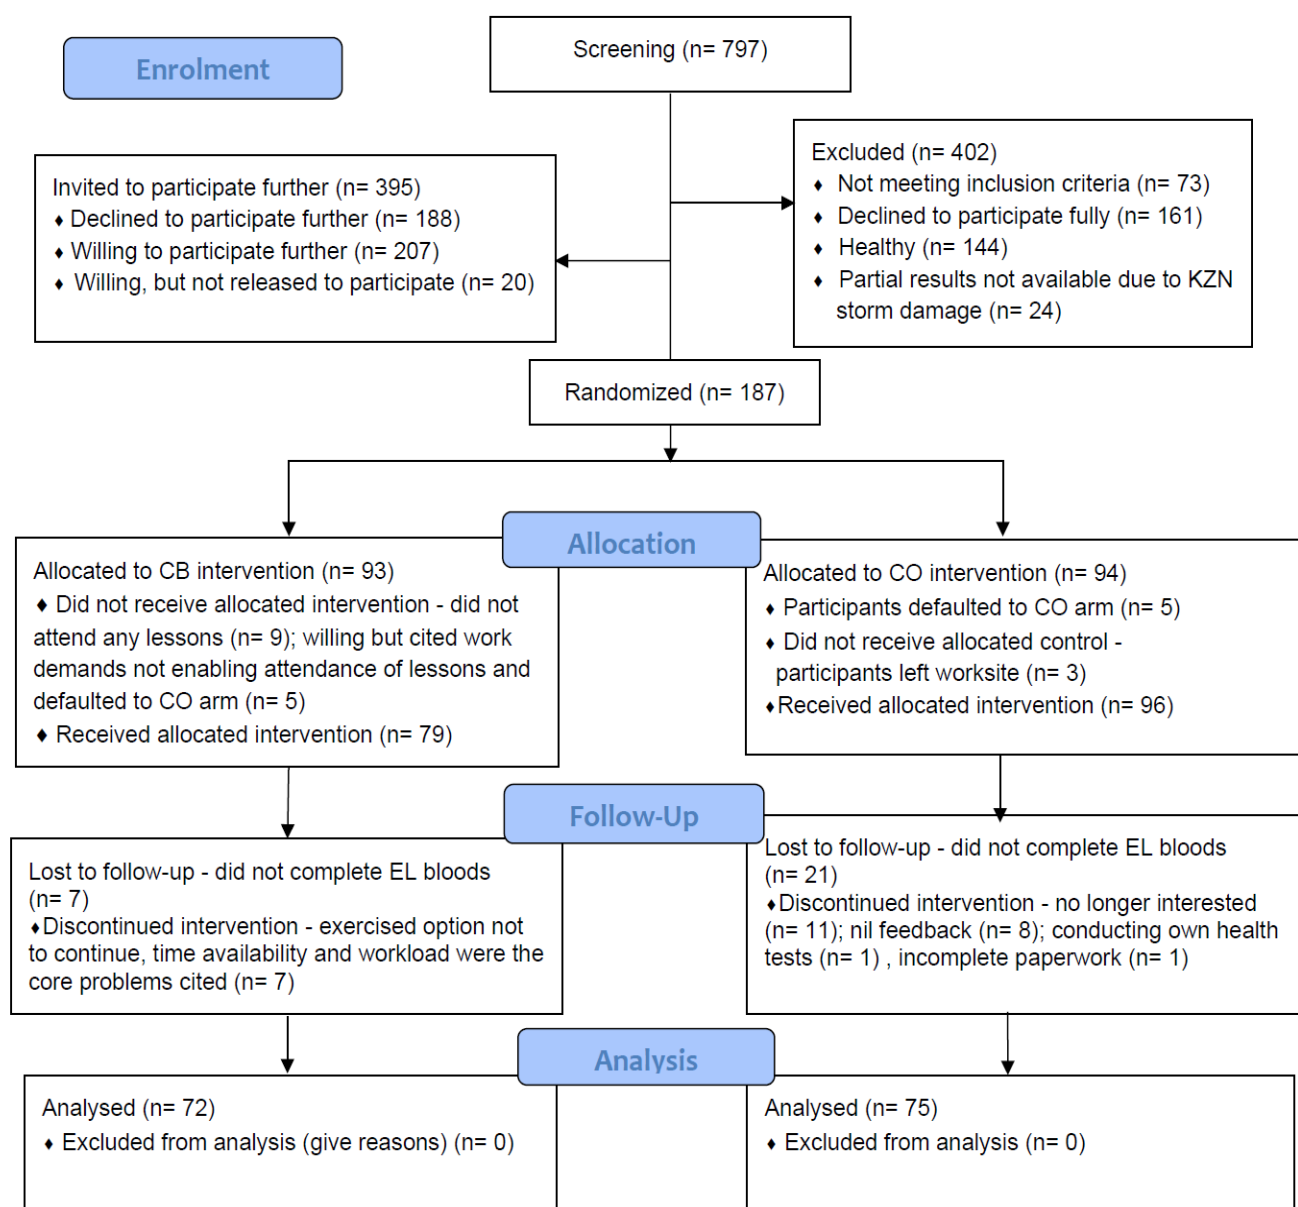 Enrolment
Screening (n= 797)
Excluded (n= 402)
♦ Not meeting inclusion criteria (n= 73)
♦ Declined to participate fully (n= 161)
♦ Healthy (n= 144)
♦ Partial results not available due to KZN
storm damage (n= 24)
Invited to participate further (n= 395)
♦ Declined to participate further (n= 188)
♦ Willing to participate further (n= 207)
♦ Willing, but not released to participate (n= 20)
Randomized (n= 187)
Allocation
Allocated to CB intervention (n= 93)
♦ Did not receive allocated intervention - did not
attend any lessons (n= 9); willing but cited work
demands not enabling attendance of lessons and
defaulted to CO arm (n= 5)
♦ Received allocated intervention (n= 79)
Allocated to CO intervention (n= 94)
♦ Participants defaulted to CO arm (n= 5)
♦ Did not receive allocated control -
participants left worksite (n= 3)
♦Received allocated intervention (n= 96)
Follow-Up
Lost to follow-up - did not complete EL bloods
(n= 7)
♦Discontinued intervention - exercised option not
to continue, time availability and workload were the
core problems cited (n= 7)
Lost to follow-up - did not complete EL bloods
(n= 21)
♦Discontinued intervention - no longer interested
(n= 11); nil feedback (n= 8); conducting own health
tests (n= 1) , incomplete paperwork (n= 1)
Analysis
Analysed (n= 72)
♦ Excluded from analysis (give reasons) (n= 0)
Analysed (n= 75)
♦ Excluded from analysis (n= 0)